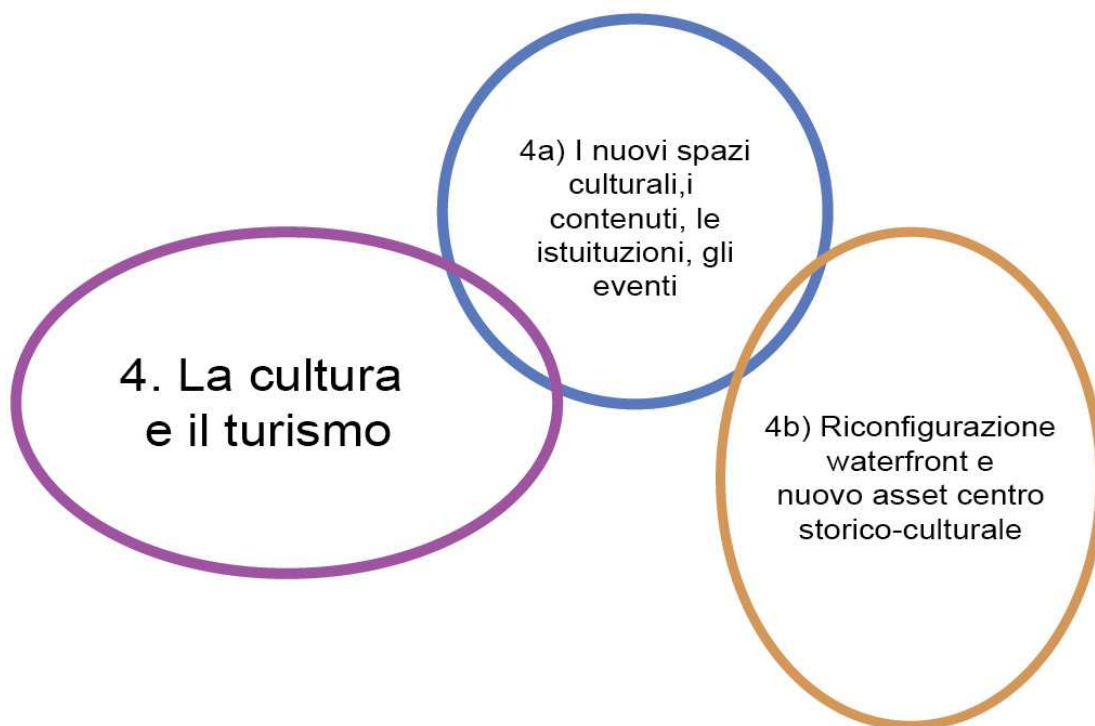 4a) I nuovi spazi
culturali,i
contenuti, le
istuituzioni, gli
eventi
4. La cultura
e il turismo
4b) Riconfigurazione
waterfront e
nuovo asset centro
storico-culturale